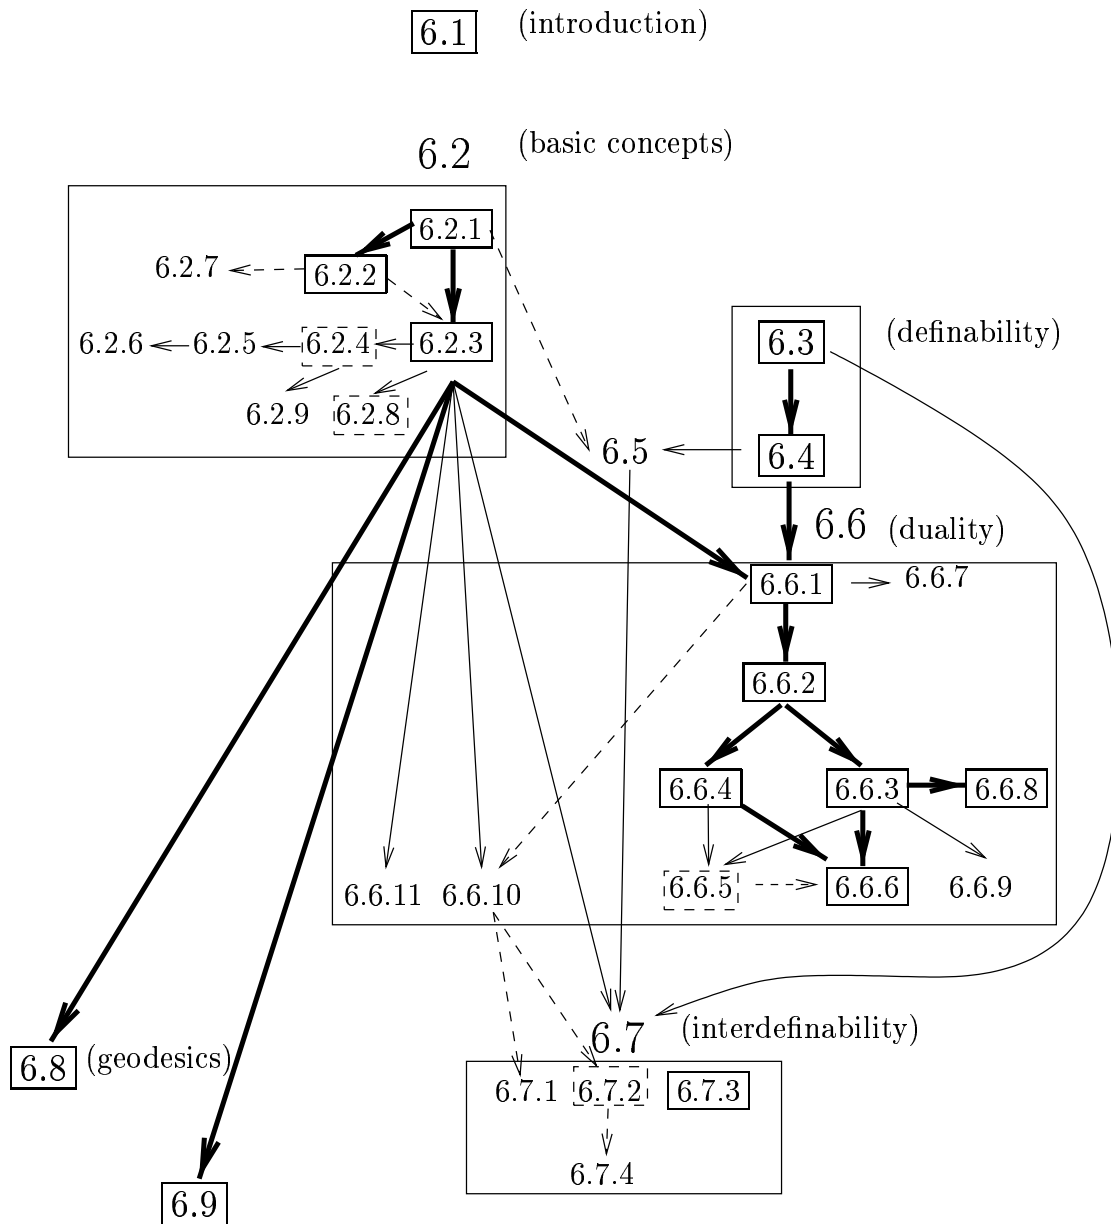 6.1 (introduction)
6.2 (basic concepts)
6.2.1
6.2.7 6.2.2
6.2.6 6.2.5 6.2.4 6.2.3
6.3 (definability)
6.2.9 6.2.8
6.5 6.4
6.6 (duality)
6.6.1 6.6.7
6.6.2
6.6.4 6.6.3 6.6.8
6.6.11 6.6.10 6.6.5 6.6.6 6.6.9
6.7 (interdefinability)
6.8 (geodesics)
6.7.1 6.7.2 6.7.3
6.7.4
6.9